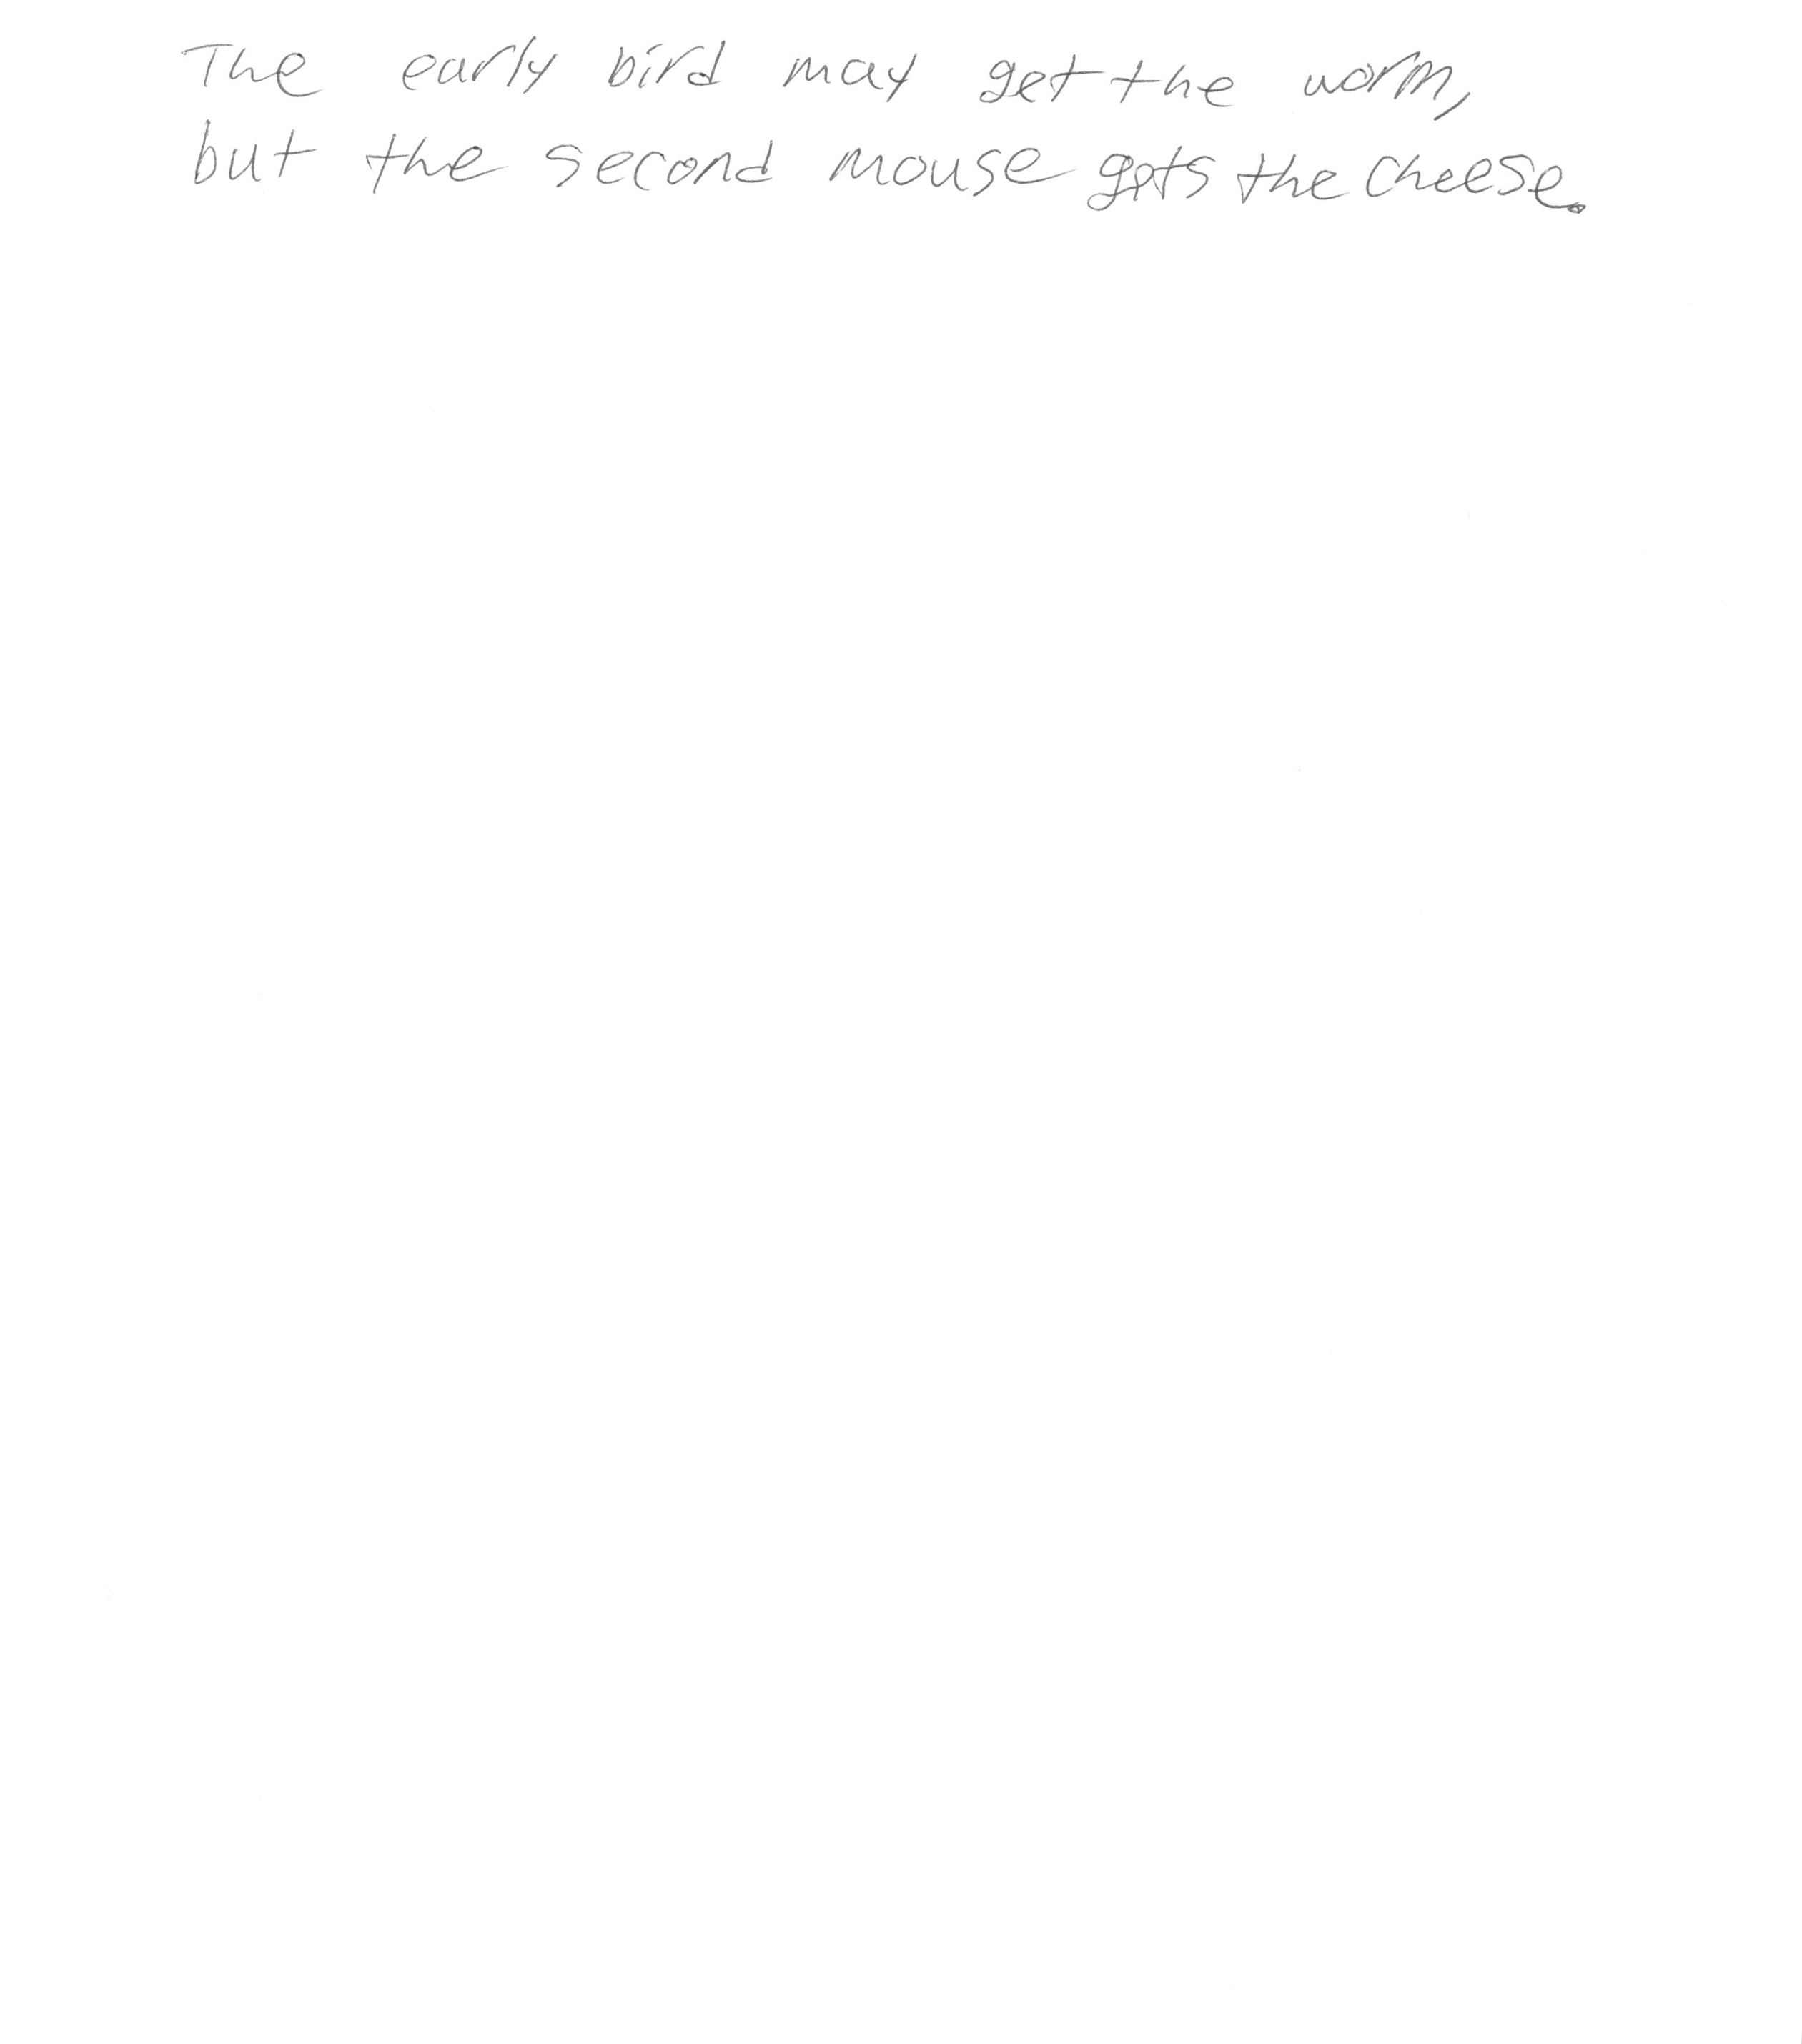 The early bird may get the worm,
but the second mouse gets the cheese.